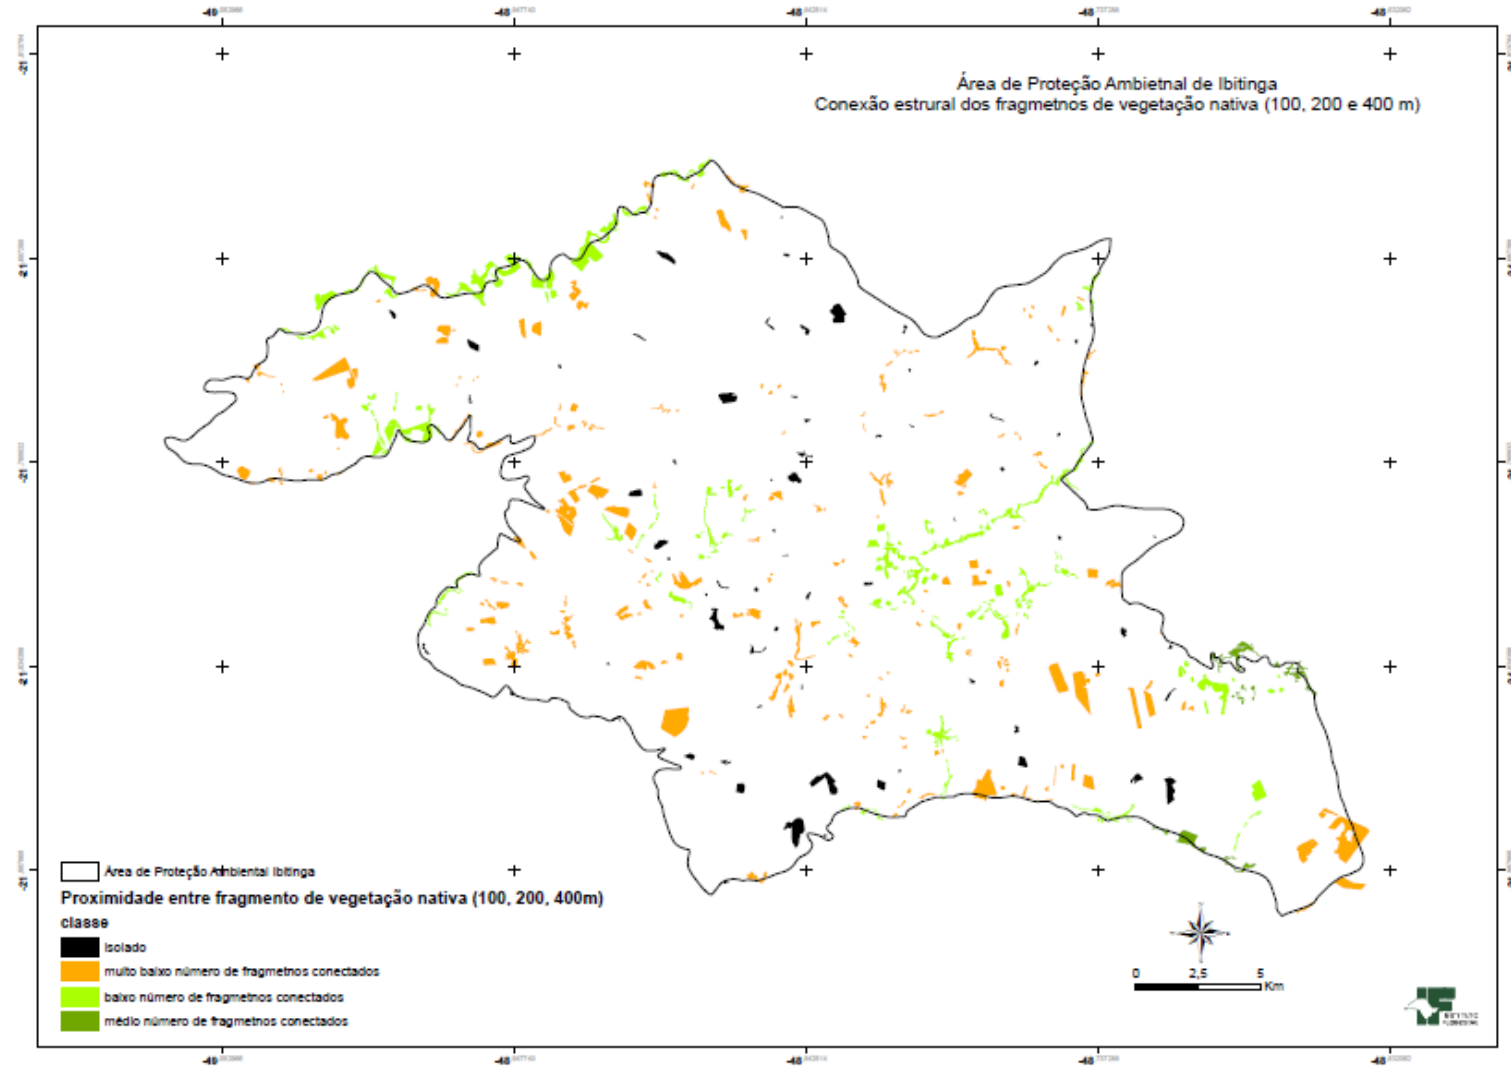 Área de Proteção Ambietnal de Ibitinga
Conexão estrural dos fragmetnos de vegetação nativa (100, 200 e 400 m)
Área de Proteção Ambiental Ibitinga
Proximidade entre fragmento de vegetação nativa (100, 200, 400m)
classe
Isolado
muito baixo número de fragmetnos conectados
baixo número de fragmetnos conectados
médio número de fragmetnos conectados
0 2,5 5
Km
INSTITUTO
FLORESTAL